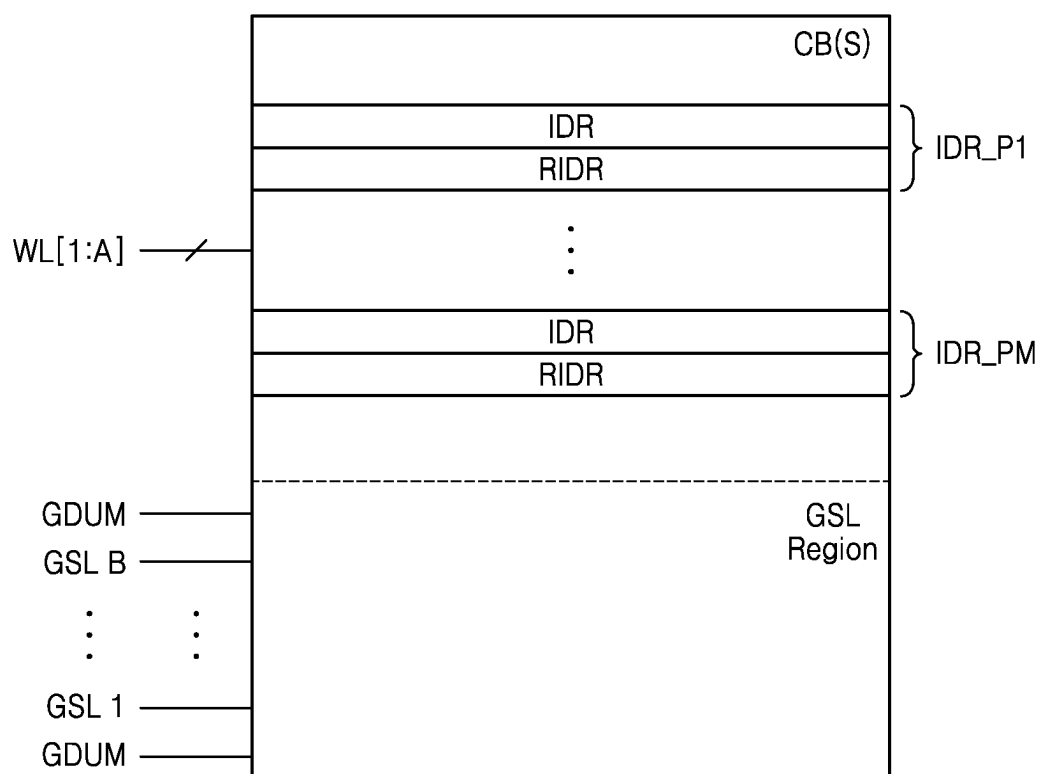 CB(S)
IDR
RIDR
IDR_P1
WL[1:A]
IDR
RIDR
IDR_PM
GDUM
GSL B
GSL
Region
GSL 1
GDUM